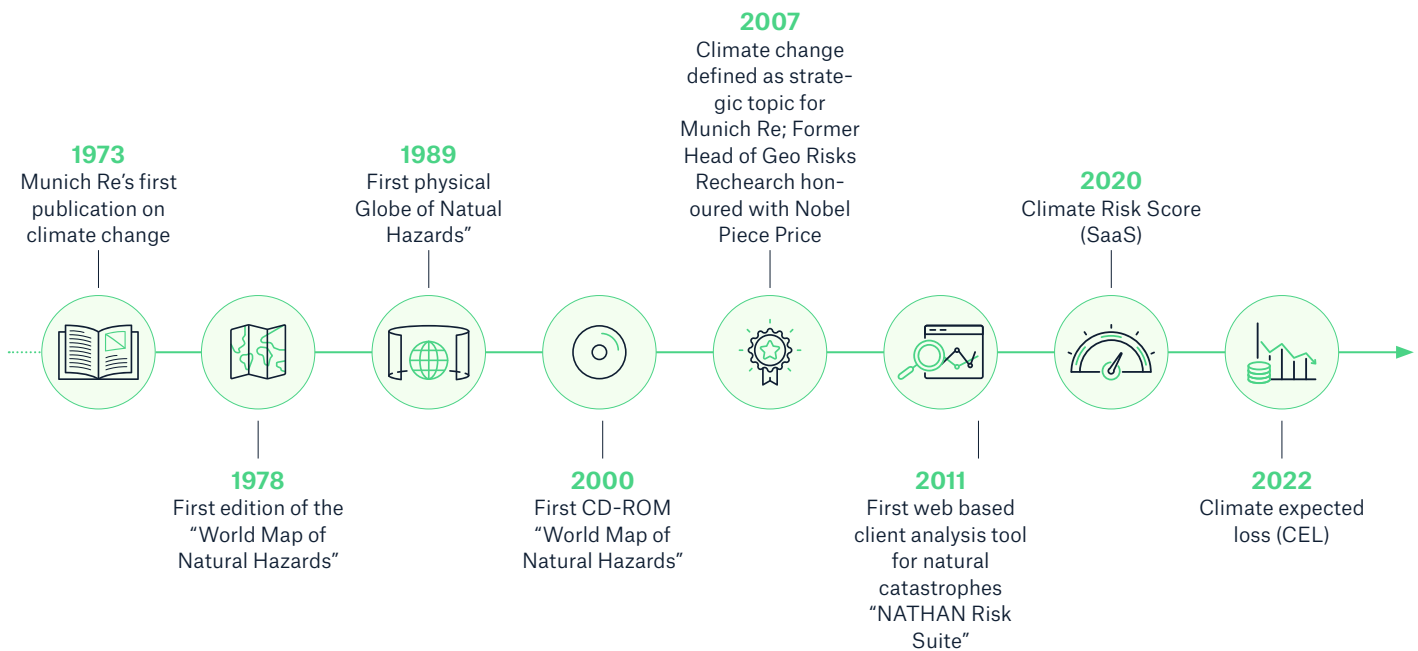 1973
Munich Re’s first
publication on
climate change
1978
First edition of the
“World Map of
Natural Hazards”
1989
First physical
Globe of Natual
Hazards”
2000
First CD-ROM
“World Map of
Natural Hazards”
2007
Climate change
defined as strate-
gic topic for
Munich Re; Former
Head of Geo Risks
Rechearch hon-
oured with Nobel
Piece Price
2011
First web based
client analysis tool
for natural
catastrophes
“NATHAN Risk
Suite”
2020
Climate Risk Score
(SaaS)
2022
Climate expected
loss (CEL)